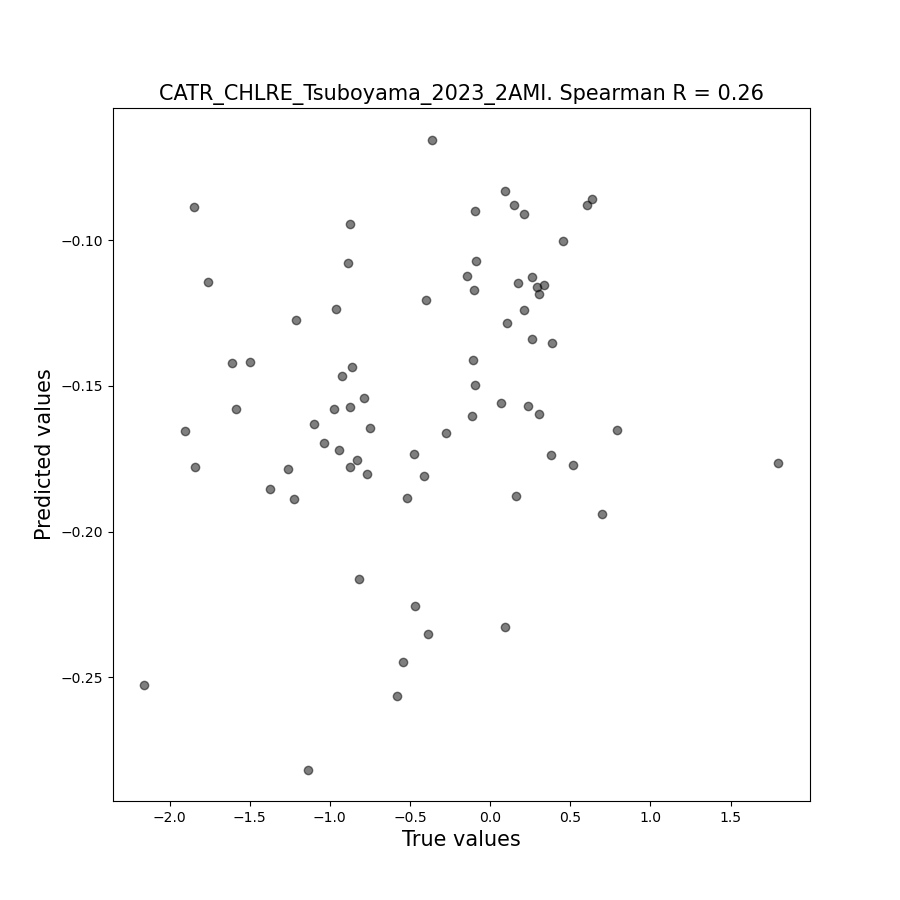 CATR_CHLRE_Tsuboyama_2023_2AMI. Spearman R = 0.26
Predicted values
−0.10
−0.15
−0.20
−0.25
−2.0 −1.5 −1.0 −0.5 0.0 0.5 1.0 1.5
True values